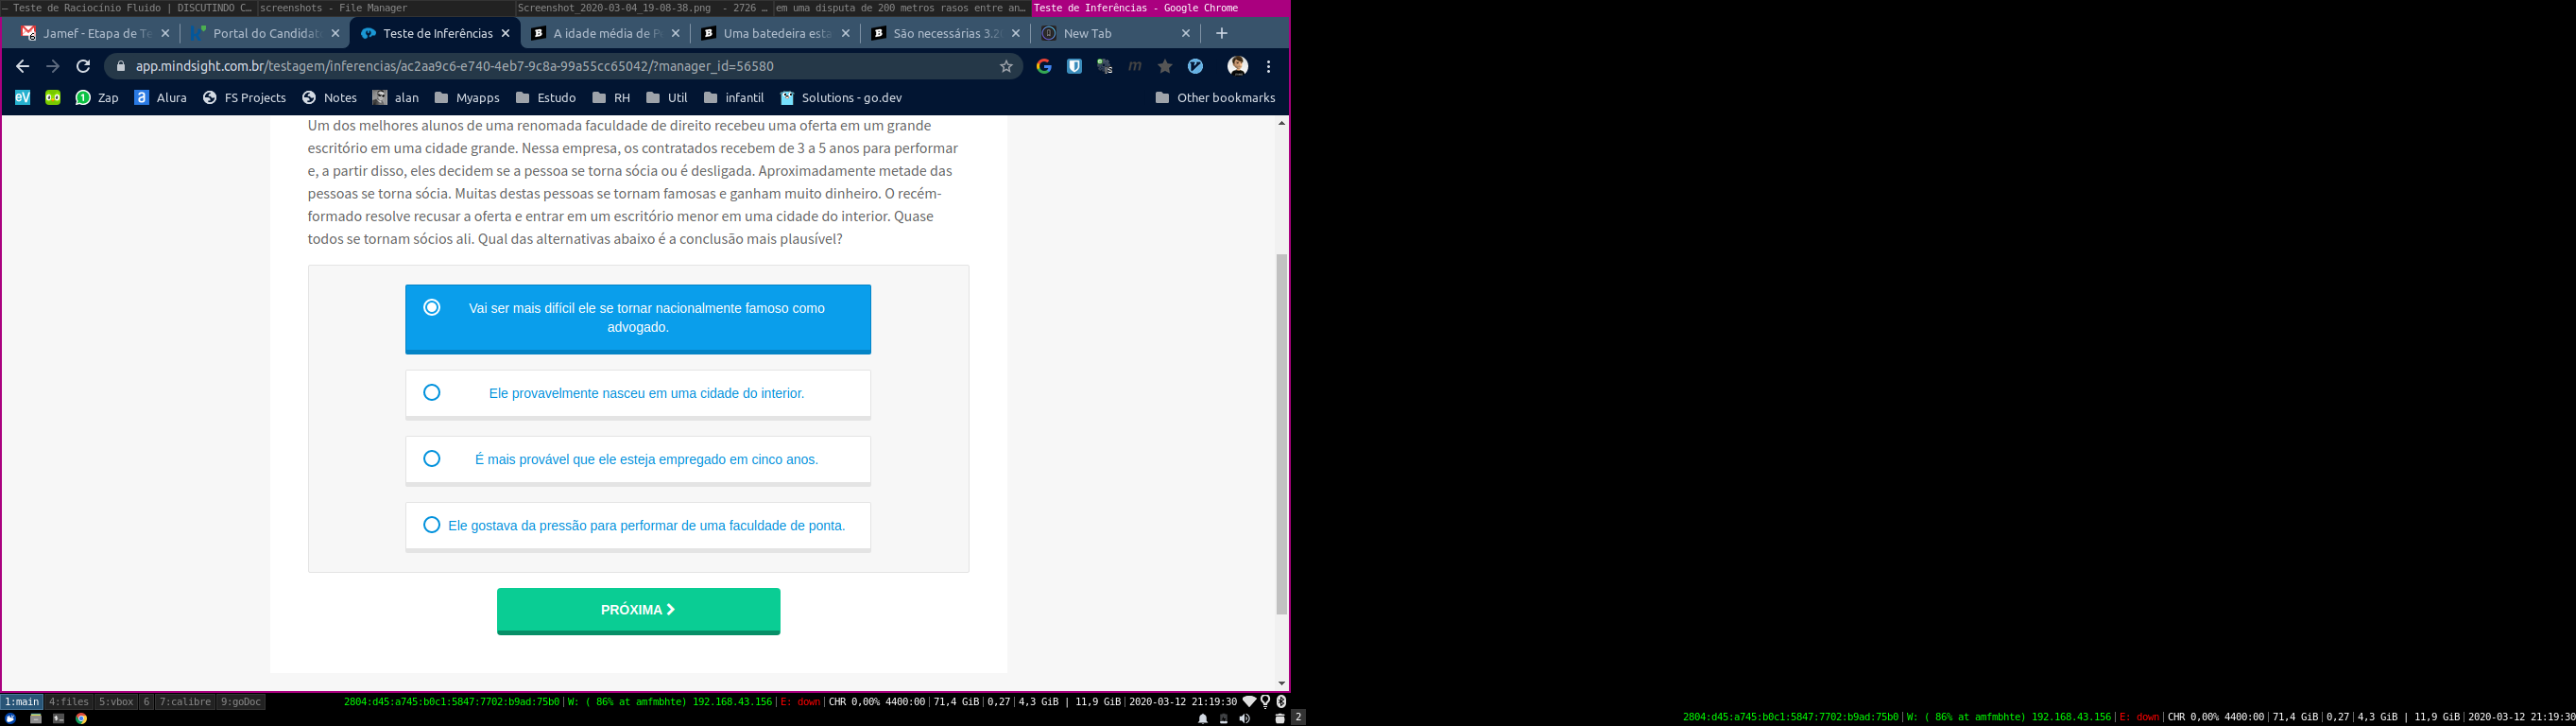 — Teste de Raciocínio Fluido | DISCUTINDO C… screenshots - File Manager Screenshot_2020-03-04_19-08-38.png - 2726 … em uma disputa de 200 metros rasos entre an… Teste de Inferências - Google Chrome
Jamef - Etapa de Te Portal do Candidat Teste de Inferências A idade média de P Uma batedeira esta São necessárias 3.2 New Tab
app.mindsight.com.br/testagem/inferencias/ac2aa9c6-e740-4eb7-9c8a-99a55cc65042/?manager_id=56580
Zap Alura FS Projects Notes alan Myapps Estudo RH Util infantil Solutions - go.dev Other bookmarks
Um dos melhores alunos de uma renomada faculdade de direito recebeu uma oferta em um grande
escritório em uma cidade grande. Nessa empresa, os contratados recebem de 3 a 5 anos para performar
e, a partir disso, eles decidem se a pessoa se torna sócia ou é desligada. Aproximadamente metade das
pessoas se torna sócia. Muitas destas pessoas se tornam famosas e ganham muito dinheiro. O recém-
formado resolve recusar a oferta e entrar em um escritório menor em uma cidade do interior. Quase
todos se tornam sócios ali. Qual das alternativas abaixo é a conclusão mais plausível?
Vai ser mais difícil ele se tornar nacionalmente famoso como
advogado.
Ele provavelmente nasceu em uma cidade do interior.
É mais provável que ele esteja empregado em cinco anos.
Ele gostava da pressão para performar de uma faculdade de ponta.
PRÓXIMA
1:main 4:files 5:vbox 6 7:calibre 9:goDoc 2804:d45:a745:b0c1:5847:7702:b9ad:75b0 | W: ( 86% at amfmbhte) 192.168.43.156 | E: down | CHR 0,00% 4400:00 | 71,4 GiB | 0,27 | 4,3 GiB | 11,9 GiB | 2020-03-12 21:19:30
2 2804:d45:a745:b0c1:5847:7702:b9ad:75b0 | W: ( 86% at amfmbhte) 192.168.43.156 | E: down | CHR 0,00% 4400:00 | 71,4 GiB | 0,27 | 4,3 GiB | 11,9 GiB | 2020-03-12 21:19:30